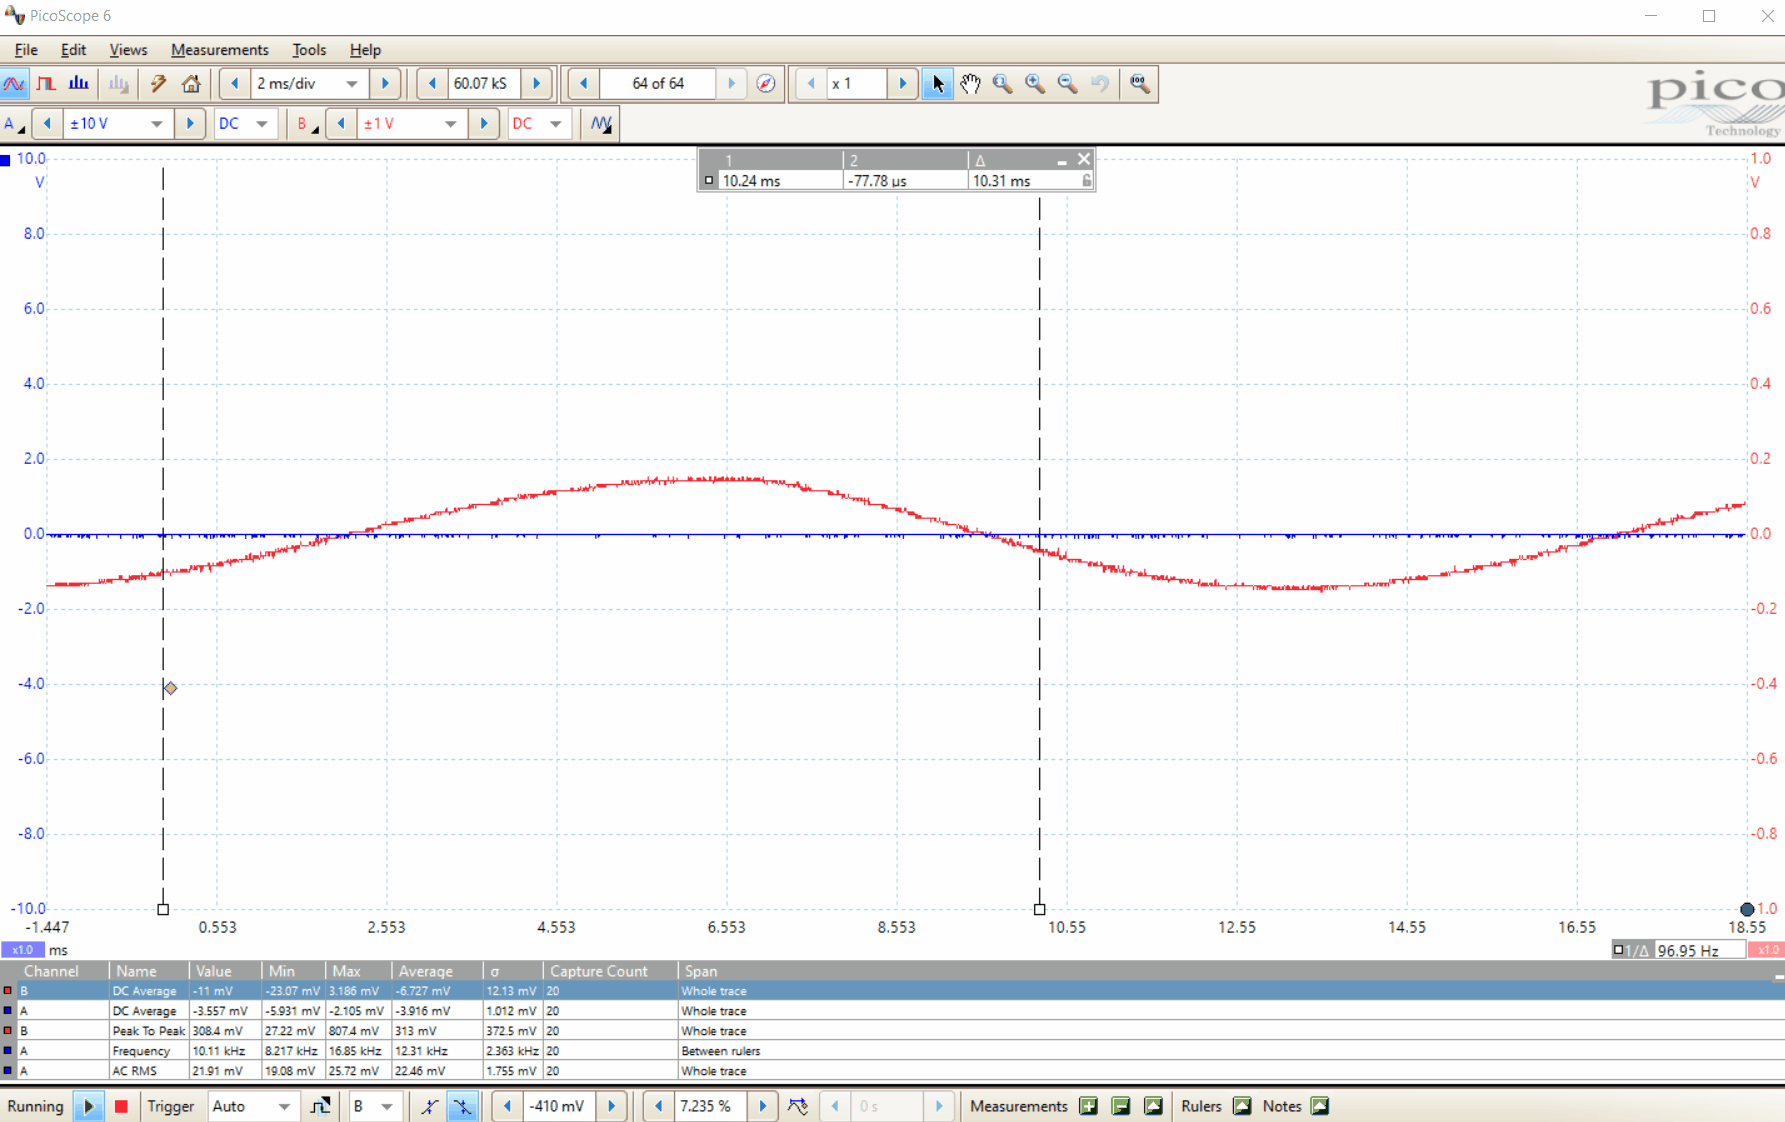 PicoScope 6
File Edit Views Measurements Tools Help
2 ms/div 60.07 kS 64 of 64 x 1
pico
Technology
A ±10 V DC B ±1 V DC
1 2 Δ
10.24 ms -77.78 µs 10.31 ms
10.0 1.0
V V
8.0 0.8
6.0 0.6
4.0 0.4
2.0 0.2
0.0 0.0
-2.0 -0.2
-4.0 -0.4
-6.0 -0.6
-8.0 -0.8
-10.0 1.0
-1.447 0.553 2.553 4.553 6.553 8.553 10.55 12.55 14.55 16.55 18.55
x1.0 ms 1/Δ 96.95 Hz x1.0
Channel Name Value Min Max Average σ Capture Count Span
B DC Average -11 mV -23.07 mV 3.186 mV -6.727 mV 12.13 mV 20 Whole trace
A DC Average -3.557 mV -5.931 mV -2.105 mV -3.916 mV 1.012 mV 20 Whole trace
B Peak To Peak 308.4 mV 27.22 mV 807.4 mV 313 mV 372.5 mV 20 Whole trace
A Frequency 10.11 kHz 8.217 kHz 16.85 kHz 12.31 kHz 2.363 kHz 20 Between rulers
A AC RMS 21.91 mV 19.08 mV 25.72 mV 22.46 mV 1.755 mV 20 Whole trace
Running Trigger Auto B -410 mV 7.235 % 0 s Measurements Rulers Notes